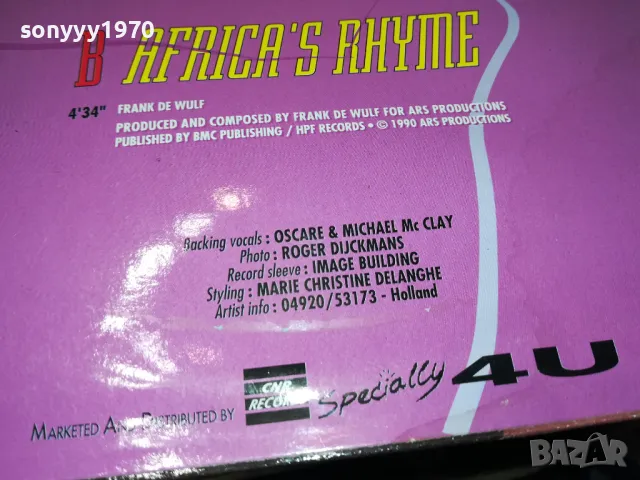 sonyyy1970
B AFRICA'S RHYME
4'34" FRANK DE WULF
PRODUCED AND COMPOSED BY FRANK DE WULF FOR ARS PRODUCTIONS
PUBLISHED BY BMC PUBLISHING / HPF RECORDS • © 1990 ARS PRODUCTIONS
Backing vocals : OSCARE & MICHAEL Mc CLAY
Photo : ROGER DIJCKMANS
Record sleeve : IMAGE BUILDING
Styling : MARIE CHRISTINE DELANGHE
Artist info : 04920/53173 - Holland
MARKETED AND DISTRIBUTED BY
CNR
RECORDS
Specially 4U
BAZAR